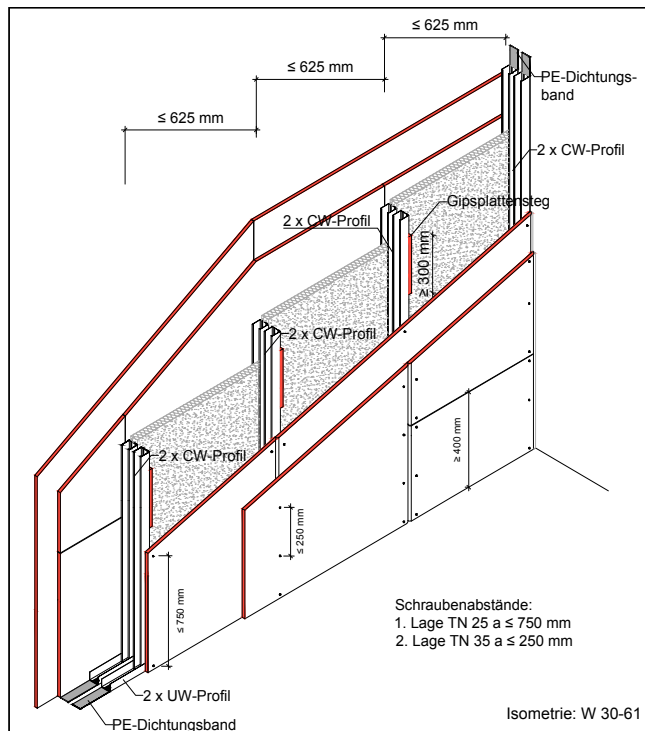 ≤ 625 mm
≤ 625 mm
≤ 625 mm
PE-Dichtungs-
band
2 x CW-Profil
Gipsplattensteg
2 x CW-Profil
≥ 300 mm
2 x CW-Profil
2 x CW-Profil
≥ 400 mm
≤ 250 mm
≤ 750 mm
Schraubenabstände:
1. Lage TN 25 a ≤ 750 mm
2. Lage TN 35 a ≤ 250 mm
2 x UW-Profil
PE-Dichtungsband
Isometrie: W 30-61